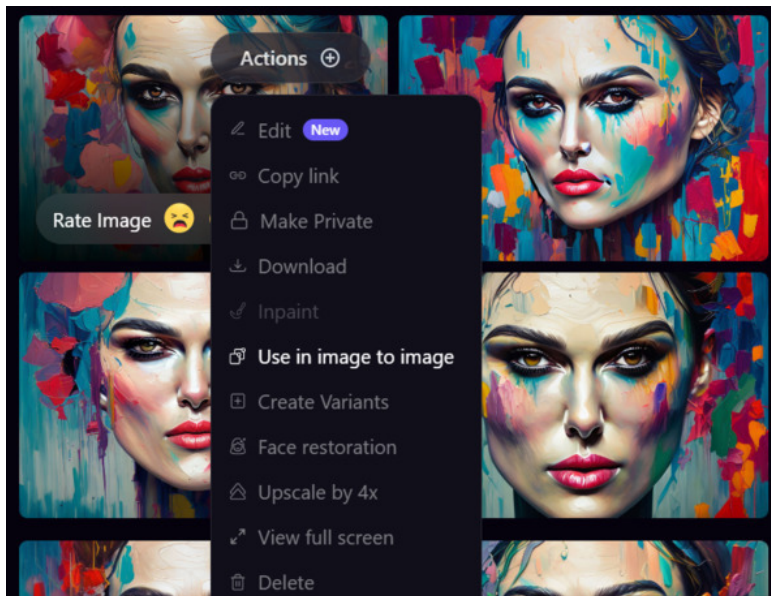 Actions
Edit New
Copy link
Make Private
Rate Image
Download
Inpaint
Use in image to image
Create Variants
Face restoration
Upscale by 4x
View full screen
Delete